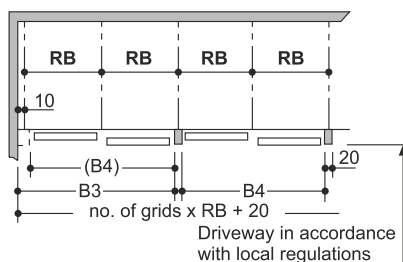 RB RB RB RB
10
20
(B4)
B3 B4
no. of grids x RB + 20
Driveway in accordance
with local regulations